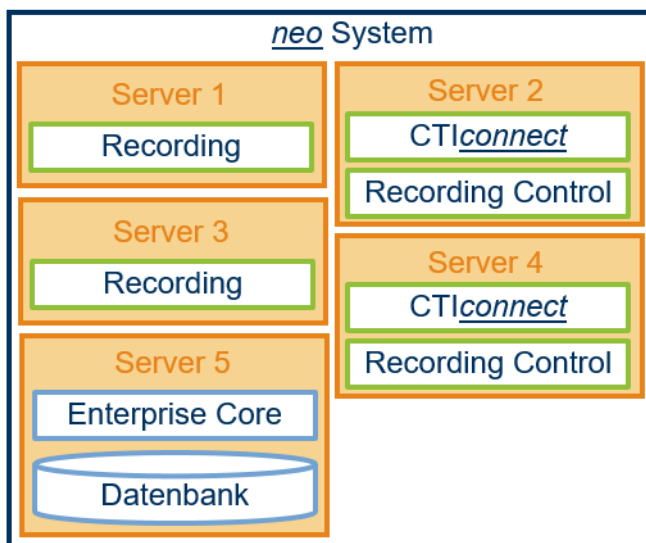 neo System
Server 1
Recording
Server 2
CTIconnect
Recording Control
Server 3
Recording
Server 4
CTIconnect
Recording Control
Server 5
Enterprise Core
Datenbank